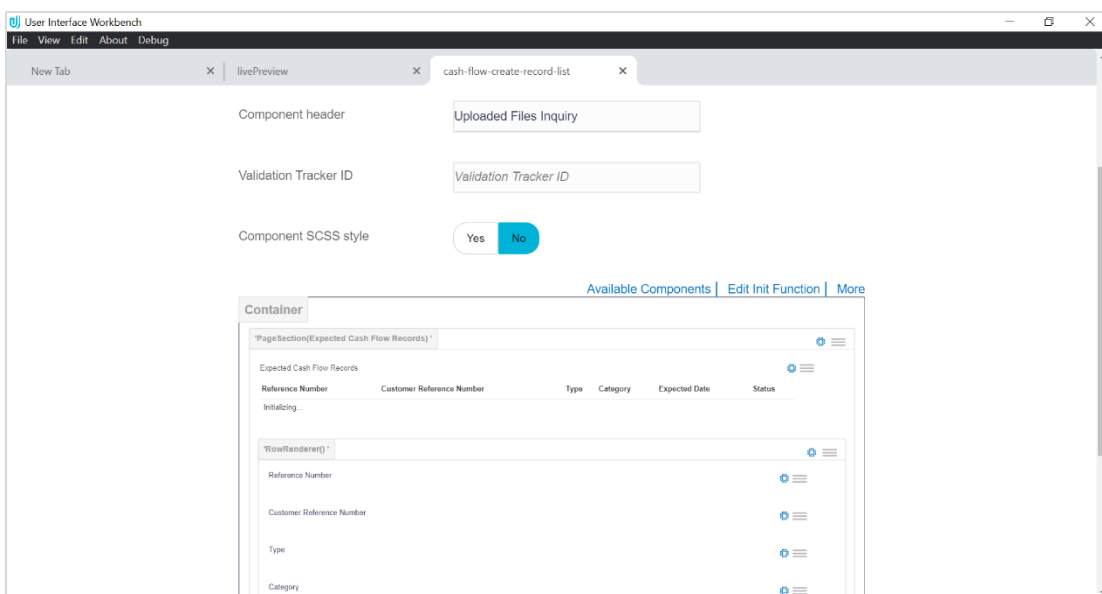 User Interface Workbench
File View Edit About Debug
New Tab
livePreview
cash-flow-create-record-list
Component header
Uploaded Files Inquiry
Validation Tracker ID
Validation Tracker ID
Component SCSS style
Yes
No
Available Components | Edit Init Function | More
Container
'PageSection(Expected Cash Flow Records) '
Expected Cash Flow Records
Reference Number Customer Reference Number Type Category Expected Date Status
Initializing...
'RowRenderer() '
Reference Number
Customer Reference Number
Type
Category